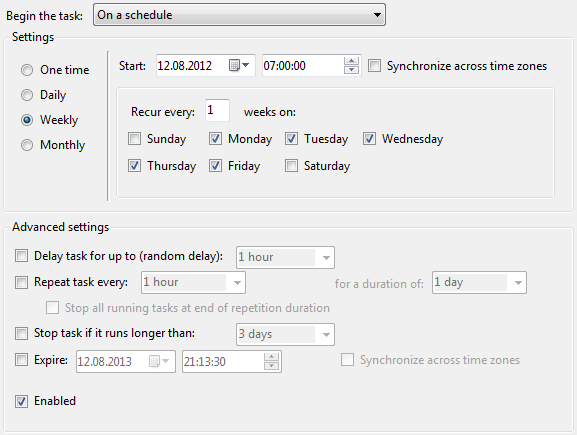 Begin the task: On a schedule
Settings
One time
Daily
Weekly
Monthly
Start: 12.08.2012 07:00:00 Synchronize across time zones
Recur every: 1 weeks on:
Sunday Monday Tuesday Wednesday
Thursday Friday Saturday
Advanced settings
Delay task for up to (random delay): 1 hour
Repeat task every: 1 hour for a duration of: 1 day
Stop all running tasks at end of repetition duration
Stop task if it runs longer than: 3 days
Expire: 12.08.2013 21:13:30 Synchronize across time zones
Enabled